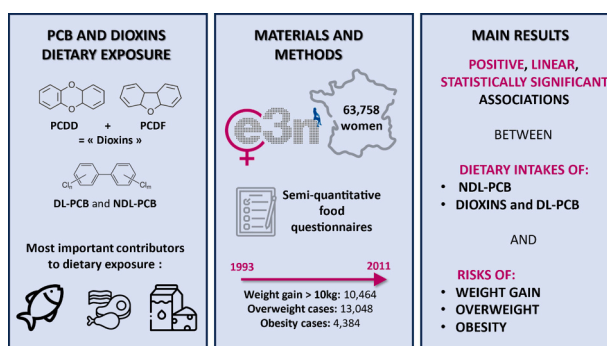 PCB AND DIOXINS
DIETARY EXPOSURE
PCDD + PCDF
= « Dioxins »
Clₙ Clₘ
DL-PCB and NDL-PCB
Most important contributors
to dietary exposure :
MATERIALS AND
METHODS
e3n
63,758
women
Semi-quantitative
food
questionnaires
1993 2011
Weight gain > 10kg: 10,464
Overweight cases: 13,048
Obesity cases: 4,384
MAIN RESULTS
POSITIVE, LINEAR,
STATISTICALLY SIGNIFICANT
ASSOCIATIONS
BETWEEN
DIETARY INTAKES OF:
• NDL-PCB
• DIOXINS and DL-PCB
AND
RISKS OF:
• WEIGHT GAIN
• OVERWEIGHT
• OBESITY